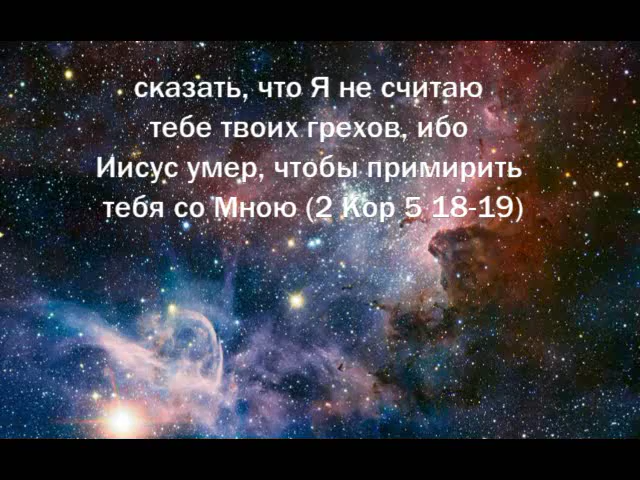 сказать, что Я не считаю
тебе твоих грехов, ибо
Иисус умер, чтобы примирить
тебя со Мною (2 Кор 5 18-19)